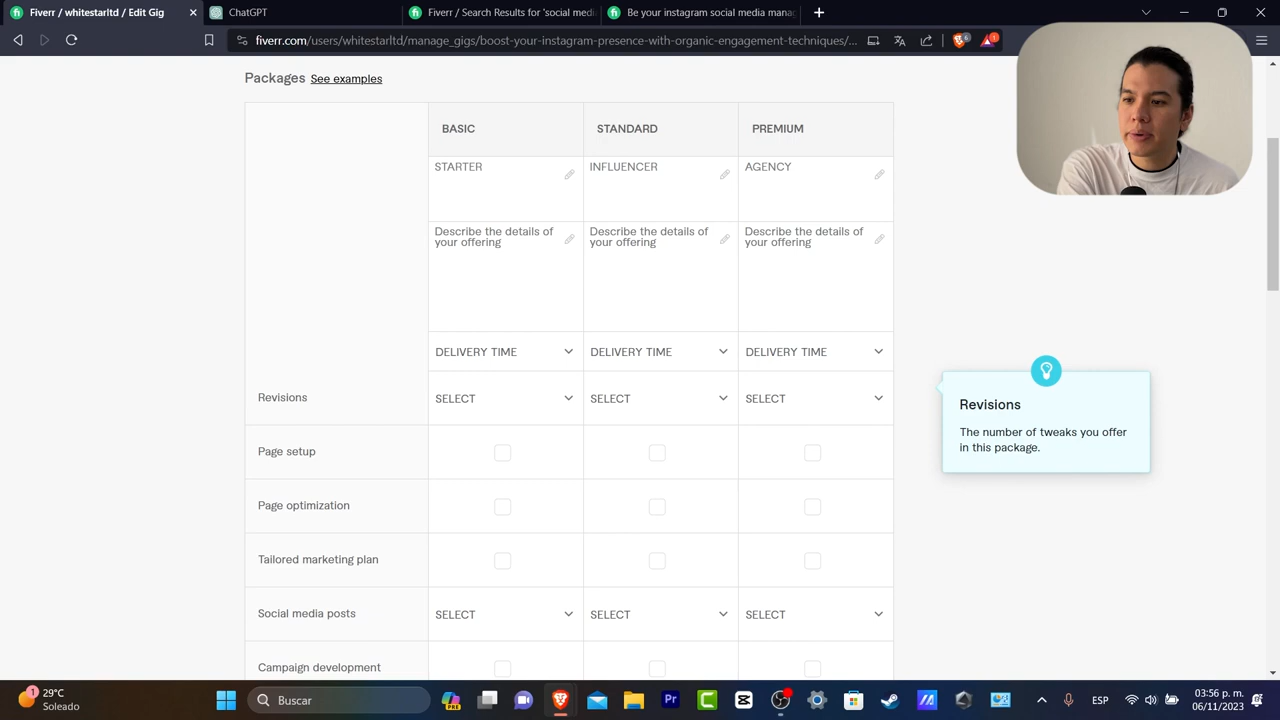 Fiverr / whitestarltd / Edit Gig
ChatGPT
Fiverr / Search Results for 'social medi
Be your instagram social media manag
fiverr.com/users/whitestarltd/manage_gigs/boost-your-instagram-presence-with-organic-engagement-techniques/...
6
1
Packages See examples
BASIC
STANDARD
PREMIUM
STARTER
INFLUENCER
AGENCY
Describe the details of
your offering
Describe the details of
your offering
Describe the details of
your offering
DELIVERY TIME
DELIVERY TIME
DELIVERY TIME
Revisions
SELECT
SELECT
SELECT
Revisions
The number of tweaks you offer
in this package.
Page setup
Page optimization
Tailored marketing plan
Social media posts
SELECT
SELECT
SELECT
Campaign development
1
29°C
Soleado
Buscar
Pr
ESP
03:56 p. m.
06/11/2023